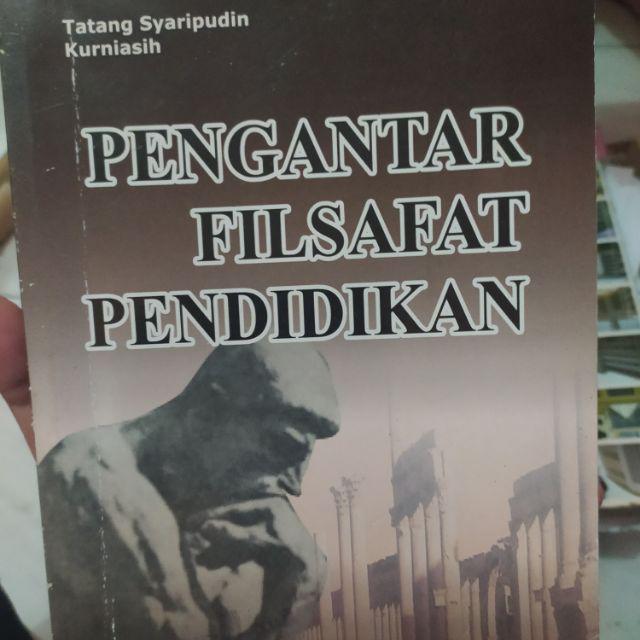 Tatang Syaripudin
Kurniasih
PENGANTAR
FILSAFAT
PENDIDIKAN